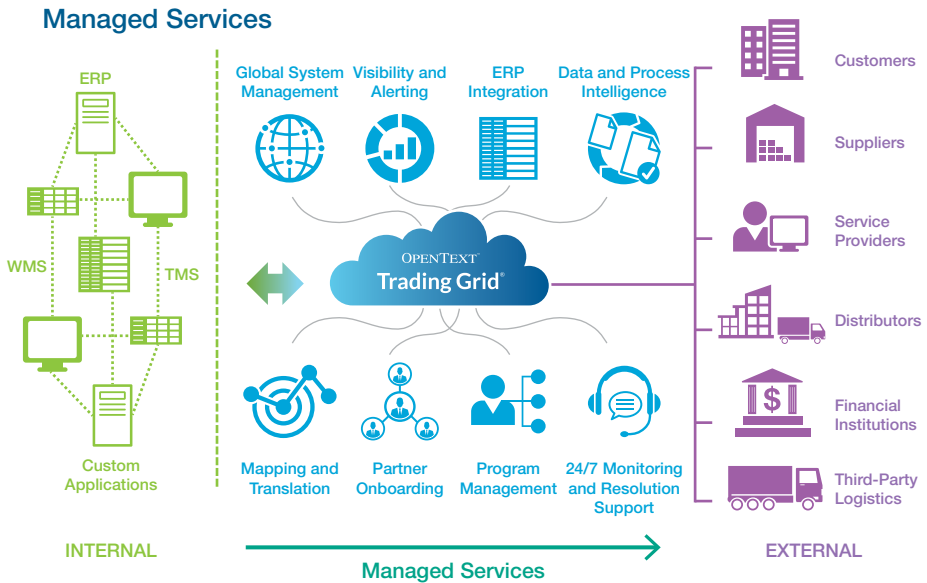 Managed Services
ERP
WMS
TMS
Custom
Applications
INTERNAL
Global System
Management
Visibility and
Alerting
ERP
Integration
Data and Process
Intelligence
OPENTEXT™
Trading Grid®
Mapping and
Translation
Partner
Onboarding
Program
Management
24/7 Monitoring
and Resolution
Support
Managed Services
Customers
Suppliers
Service
Providers
Distributors
$
Financial
Institutions
Third-Party
Logistics
EXTERNAL